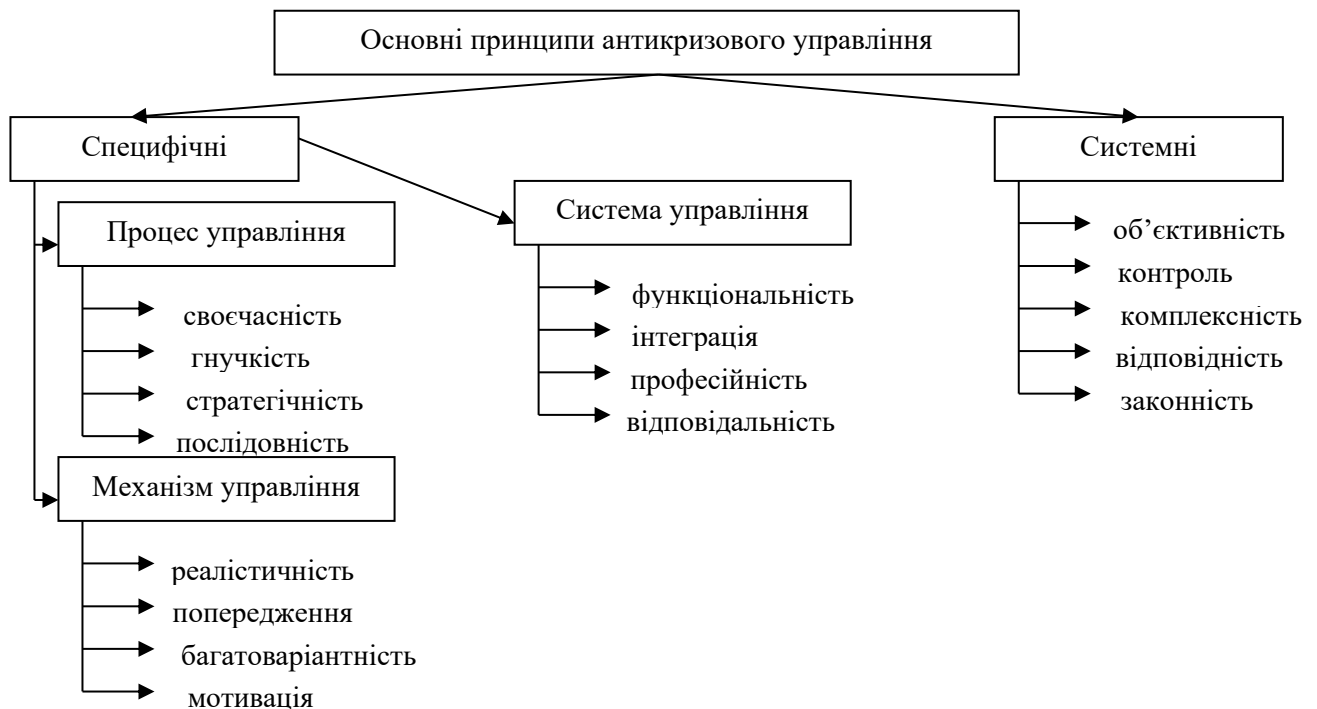 Основні принципи антикризового управління
Специфічні
Процес управління
своєчасність
гнучкість
стратегічність
послідовність
Механізм управління
реалістичність
попередження
багатоваріантність
мотивація
Система управління
функціональність
інтеграція
професійність
відповідальність
Системні
об’єктивність
контроль
комплексність
відповідність
законність